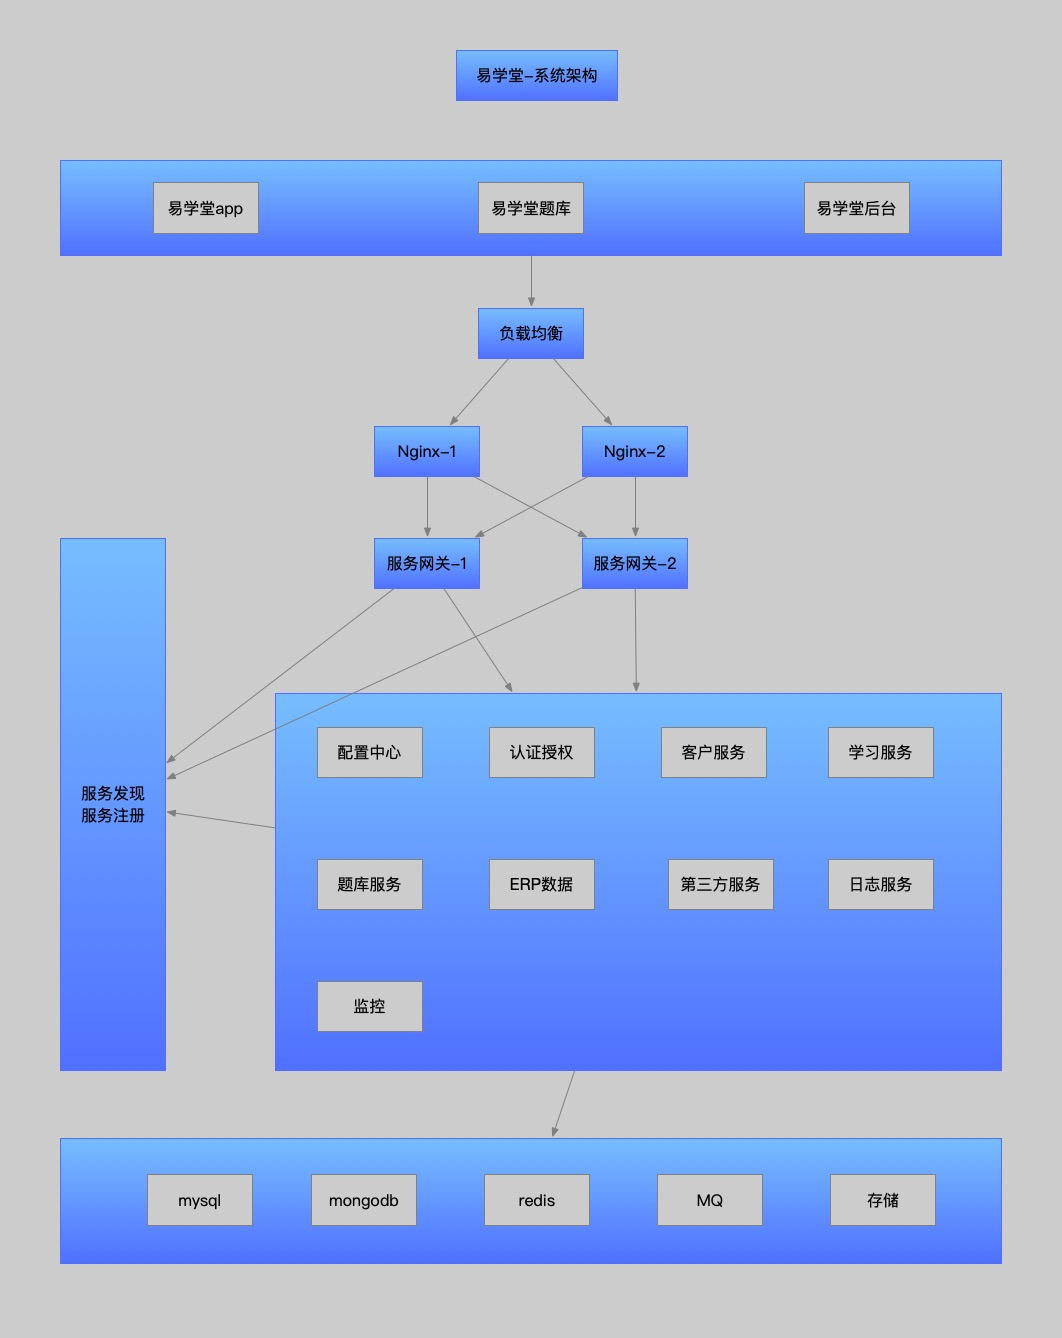 易学堂-系统架构
易学堂app
易学堂题库
易学堂后台
负载均衡
Nginx-1
Nginx-2
服务网关-1
服务网关-2
服务发现
服务注册
配置中心
认证授权
客户服务
学习服务
题库服务
ERP数据
第三方服务
日志服务
监控
mysql
mongodb
redis
MQ
存储